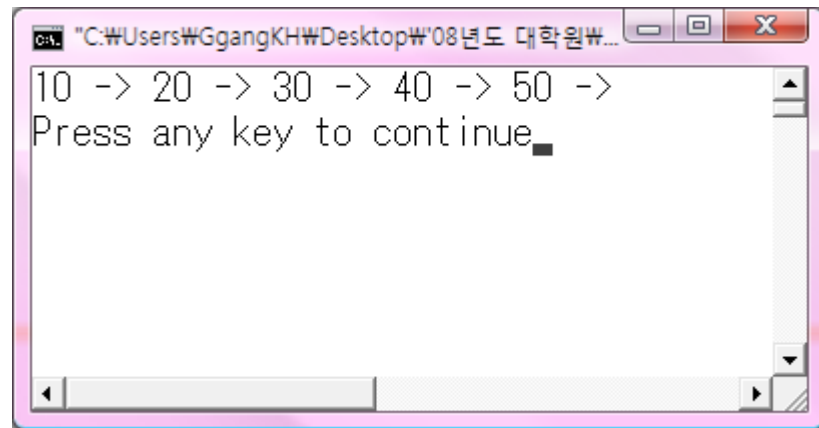 "C:₩Users₩GgangKH₩Desktop₩'08년도 대학원₩...
10 -> 20 -> 30 -> 40 -> 50 ->
Press any key to continue